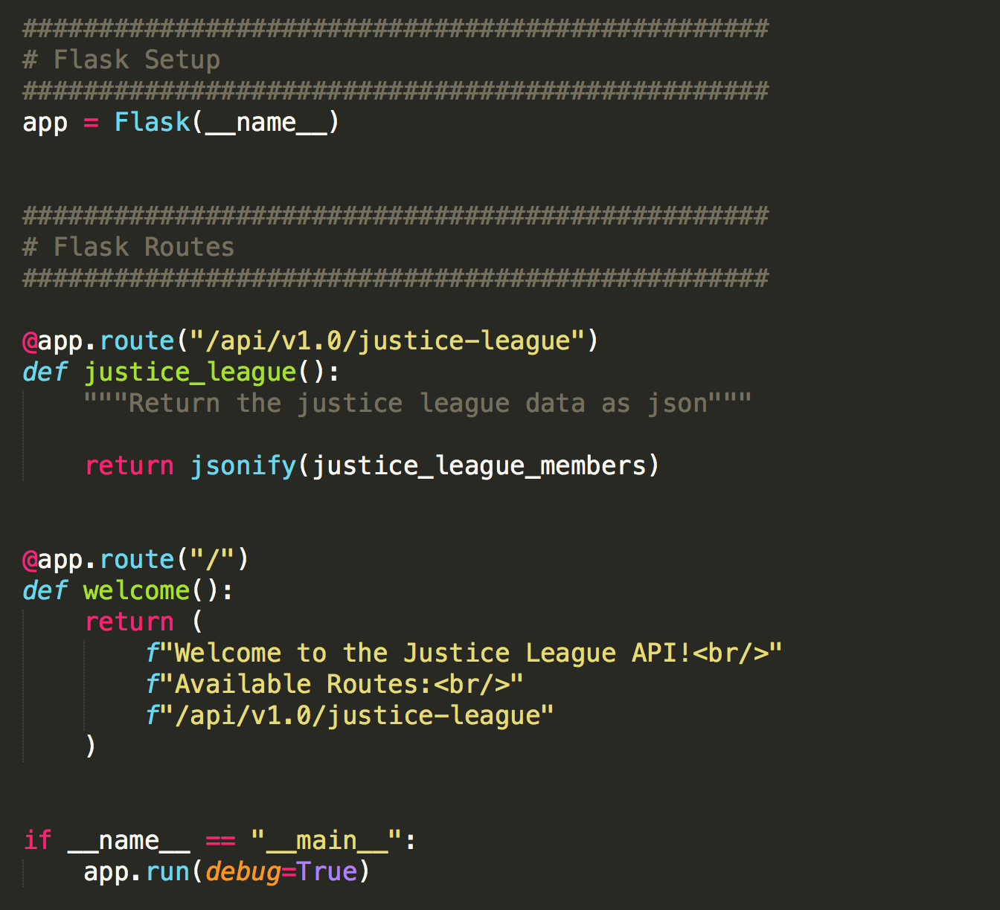 #################################################
# Flask Setup
#################################################
app = Flask(__name__)
#################################################
# Flask Routes
#################################################
@app.route("/api/v1.0/justice-league")
def justice_league():
    """Return the justice league data as json"""
    return jsonify(justice_league_members)
@app.route("/")
def welcome():
    return (
        f"Welcome to the Justice League API!<br/>"
        f"Available Routes:<br/>"
        f"/api/v1.0/justice-league"
    )
if __name__ == "__main__":
    app.run(debug=True)